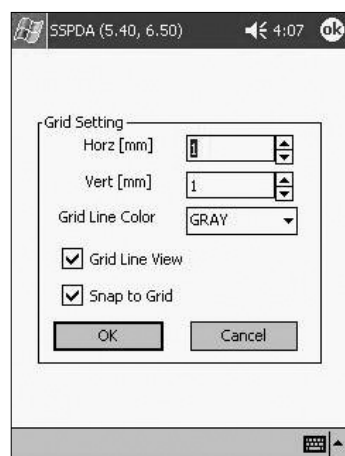 SSPDA (5.40, 6.50) 4:07 ok
Grid Setting
Horz [mm] 1
Vert [mm] 1
Grid Line Color GRAY
Grid Line View
Snap to Grid
OK Cancel